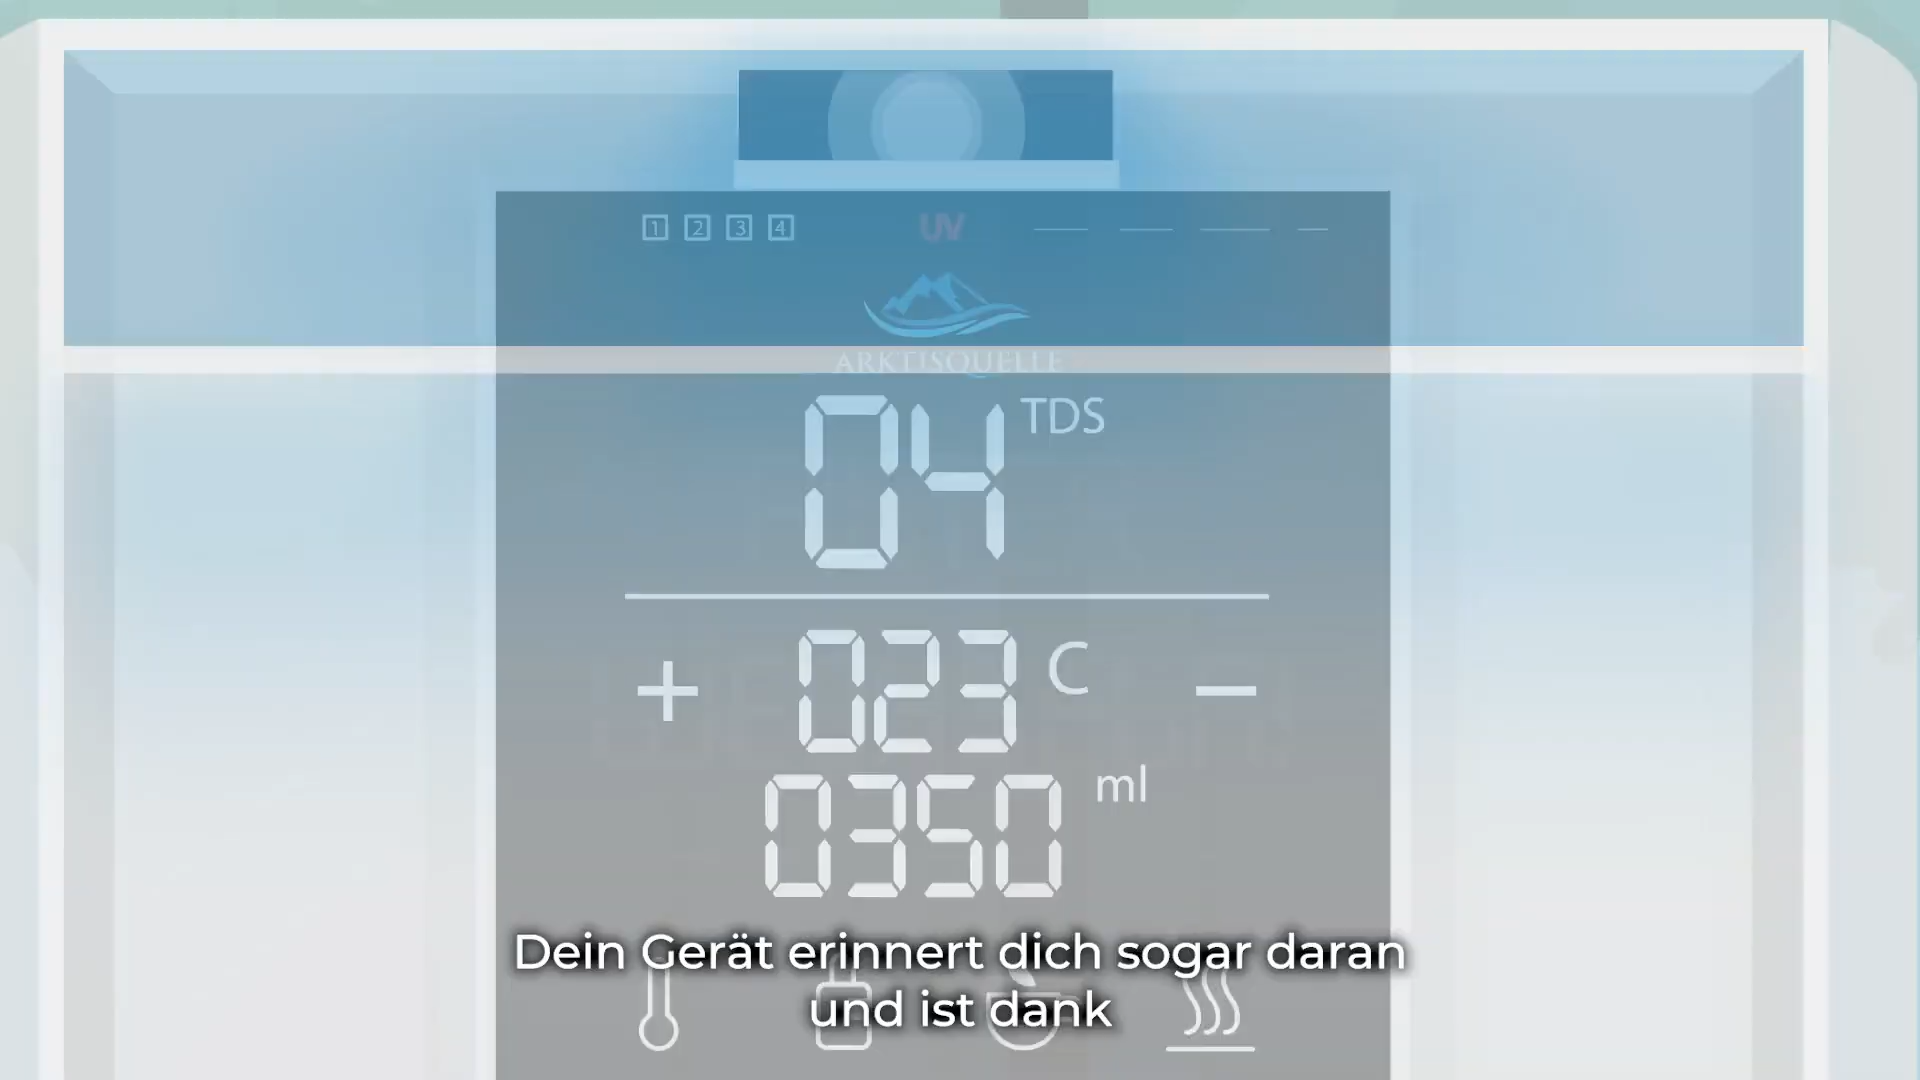 1 2 3 4 UV
ARKTISQUELLE
04 TDS
+ 023 C −
0350 ml
Dein Gerät erinnert dich sogar daran
und ist dank